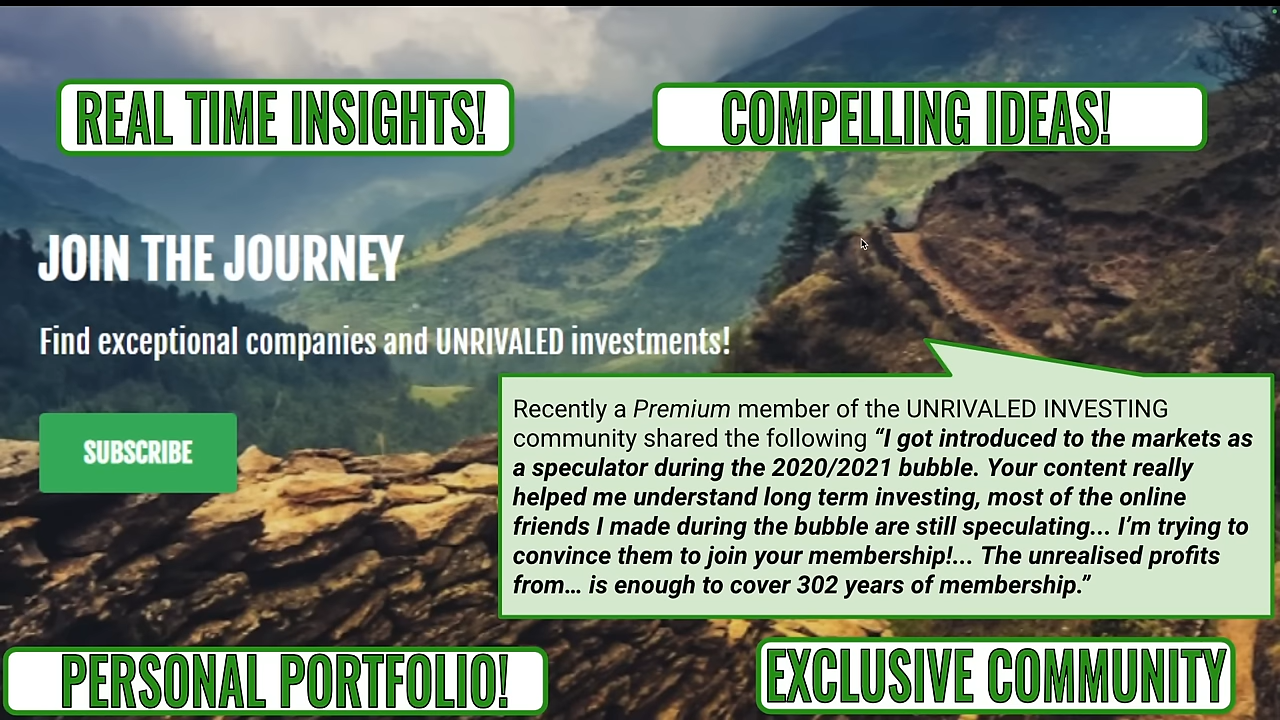 REAL TIME INSIGHTS!
COMPELLING IDEAS!
JOIN THE JOURNEY
Find exceptional companies and UNRIVALED investments!
SUBSCRIBE
Recently a Premium member of the UNRIVALED INVESTING
community shared the following “I got introduced to the markets as
a speculator during the 2020/2021 bubble. Your content really
helped me understand long term investing, most of the online
friends I made during the bubble are still speculating... I’m trying to
convince them to join your membership!... The unrealised profits
from… is enough to cover 302 years of membership.”
PERSONAL PORTFOLIO!
EXCLUSIVE COMMUNITY